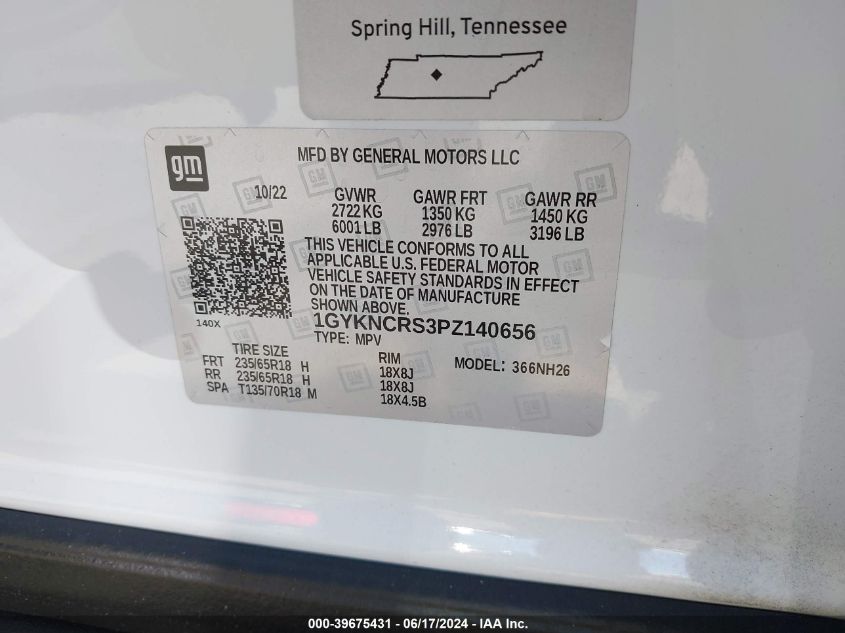 Spring Hill, Tennessee
gm
MFD BY GENERAL MOTORS LLC
10/22
GVWR GAWR FRT GAWR RR
2722 KG 1350 KG 1450 KG
6001 LB 2976 LB 3196 LB
THIS VEHICLE CONFORMS TO ALL
APPLICABLE U.S. FEDERAL MOTOR
VEHICLE SAFETY STANDARDS IN EFFECT
ON THE DATE OF MANUFACTURE
SHOWN ABOVE.
140X
1GYKNCRS3PZ140656
TYPE: MPV
TIRE SIZE RIM MODEL: 366NH26
FRT 235/65R18 H 18X8J
RR 235/65R18 H 18X8J
SPA T135/70R18 M 18X4.5B
000-39675431 - 06/17/2024 - IAA Inc.